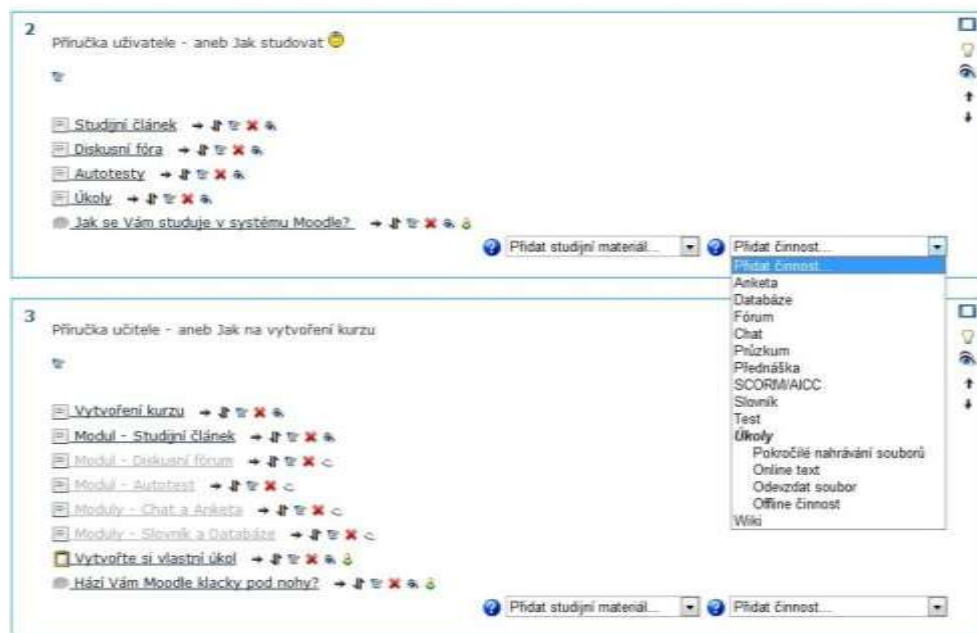 2
Příručka uživatele - aneb Jak studovat
Studijní článek
Diskusní fóra
Autotesty
Úkoly
Jak se Vám studuje v systému Moodle?
Přidat studijní materiál... Přidat činnost...
Přidat činnost...
Anketa
Databáze
Fórum
Chat
Průzkum
Přednáška
SCORM/AICC
Slovník
Test
Úkoly
Pokročilé nahrávání souborů
Online text
Odevzdat soubor
Offline činnost
Wiki
3
Příručka učitele - aneb Jak na vytvoření kurzu
Vytvoření kurzu
Modul - Studijní článek
Modul - Diskusní fórum
Modul - Autotest
Moduly - Chat a Anketa
Moduly - Slovník a Databáze
Vytvořte si vlastní úkol
Hází Vám Moodle klacky pod nohy?
Přidat studijní materiál... Přidat činnost...